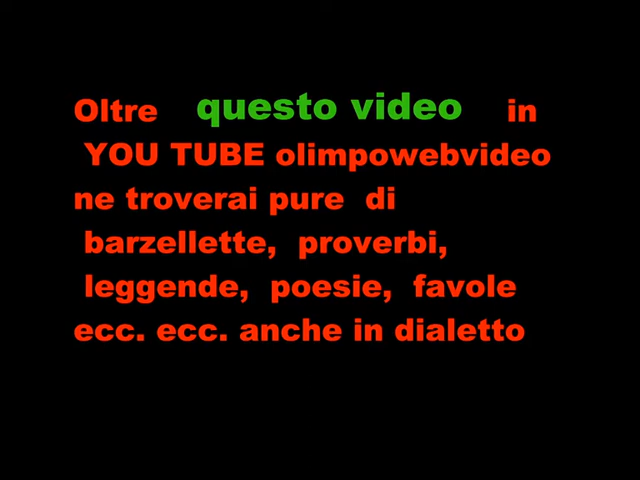 Oltre questo video in
YOU TUBE olimpowebvideo
ne troverai pure di
barzellette, proverbi,
leggende, poesie, favole
ecc. ecc. anche in dialetto